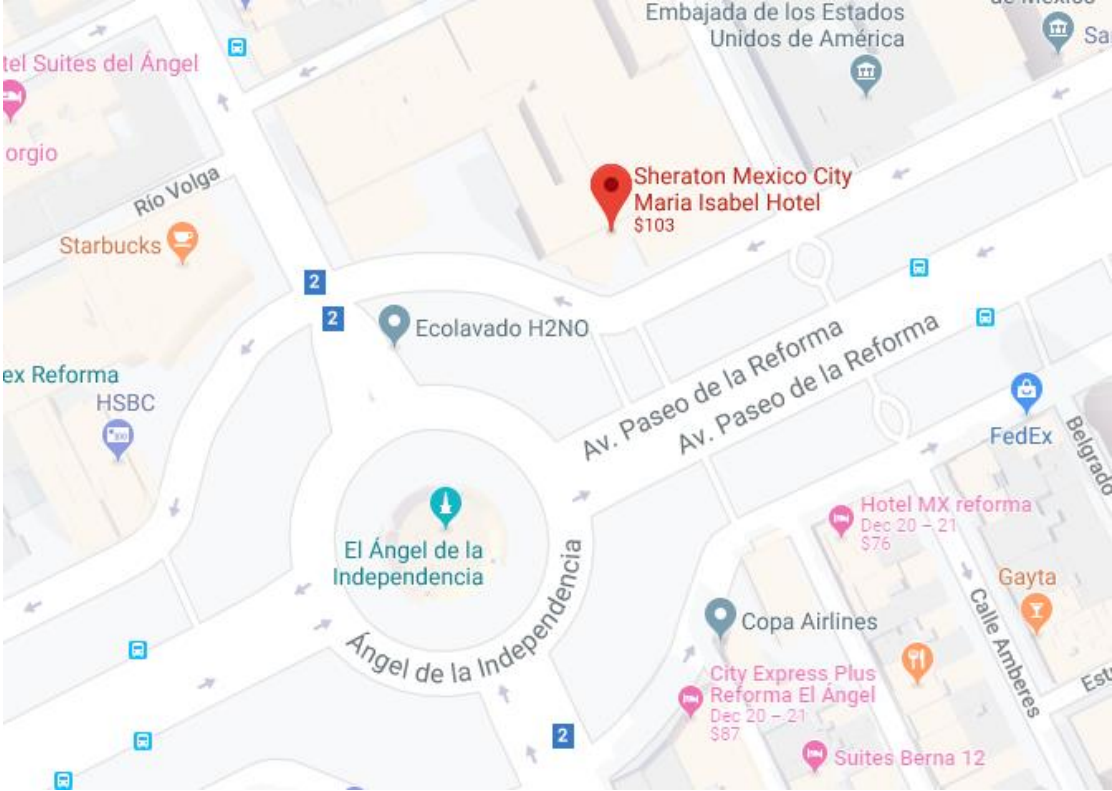 Embajada de los Estados
Unidos de América
de México
tel Suites del Ángel
orgio
Río Volga
Starbucks
Sheraton Mexico City
Maria Isabel Hotel
$103
2
2
Ecolavado H2NO
ex Reforma
HSBC
Av. Paseo de la Reforma
Av. Paseo de la Reforma
FedEx
Belgrado
El Ángel de la
Independencia
Ángel de la Independencia
Hotel MX reforma
Dec 20 – 21
$76
Gayta
Calle Amberes
Copa Airlines
City Express Plus
Reforma El Ángel
Dec 20 – 21
$87
2
Suites Berna 12